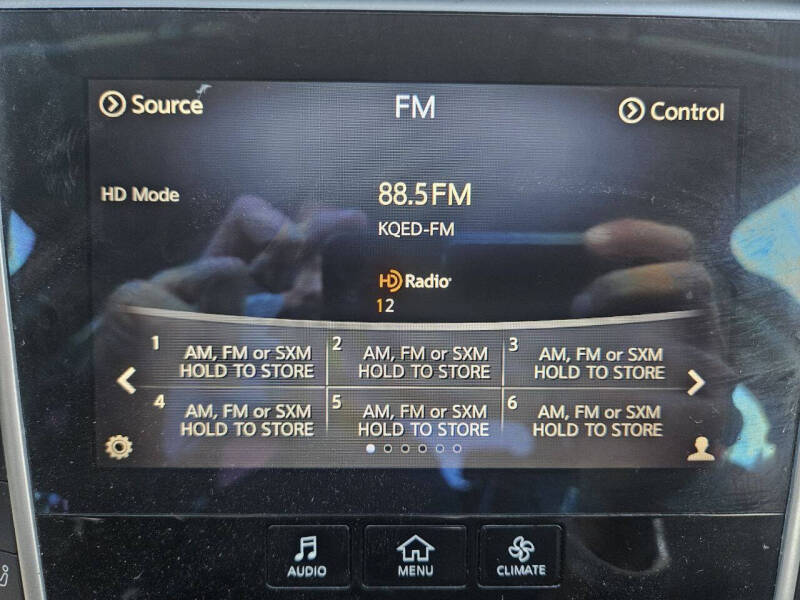 Source
FM
Control
HD Mode
88.5 FM
KQED-FM
HD Radio
12
1 AM, FM or SXM
HOLD TO STORE
2 AM, FM or SXM
HOLD TO STORE
3 AM, FM or SXM
HOLD TO STORE
4 AM, FM or SXM
HOLD TO STORE
5 AM, FM or SXM
HOLD TO STORE
6 AM, FM or SXM
HOLD TO STORE
AUDIO
MENU
CLIMATE